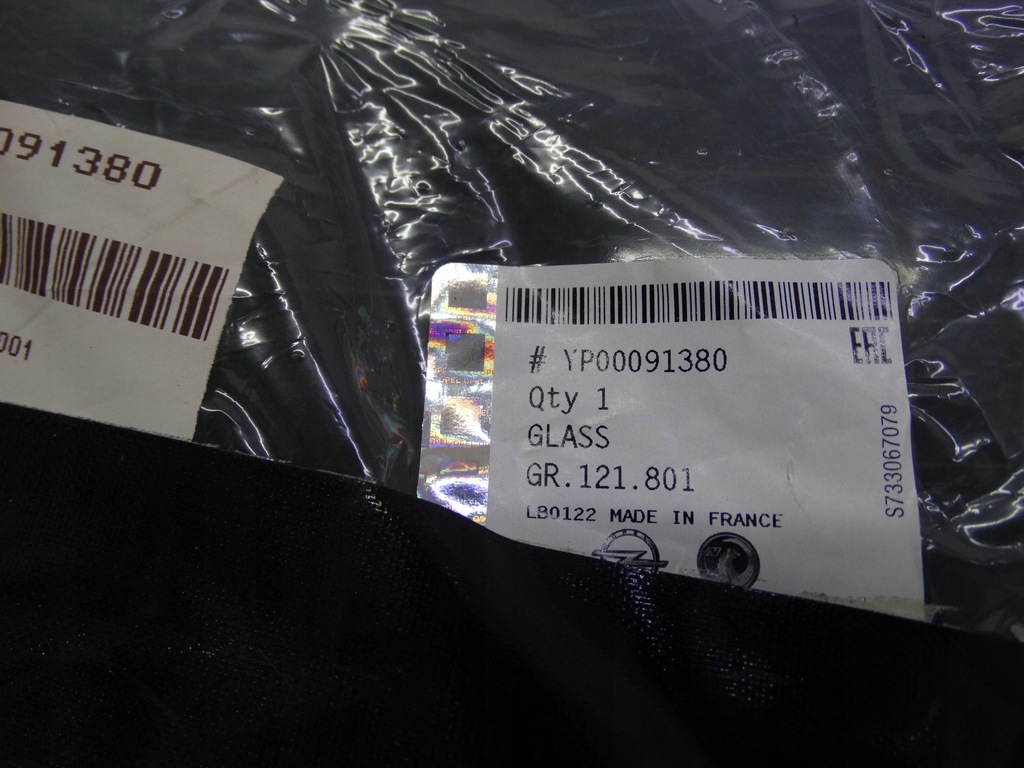 091380
001
# YP00091380
Qty 1
GLASS
GR.121.801
LB0122 MADE IN FRANCE
EAC
S733067079